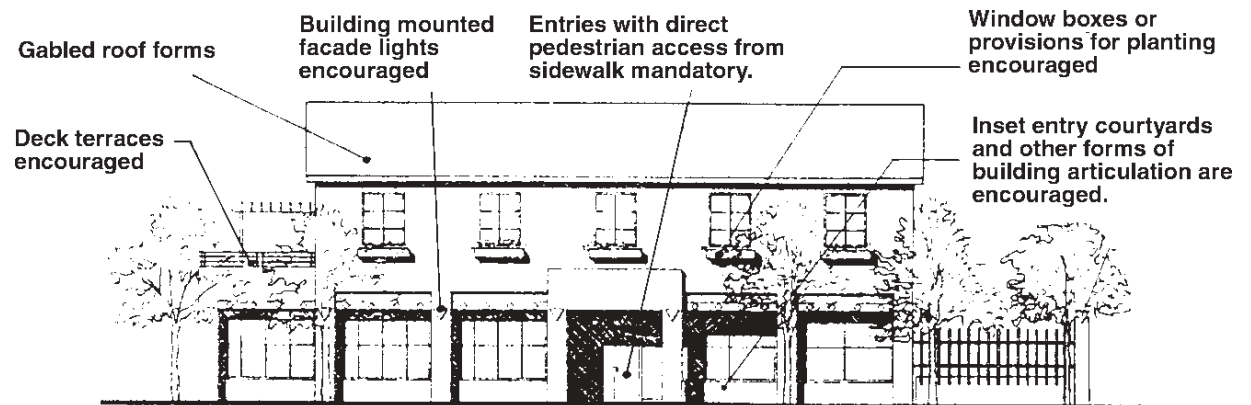 Gabled roof forms
Building mounted
facade lights
encouraged
Entries with direct
pedestrian access from
sidewalk mandatory.
Window boxes or
provisions for planting
encouraged
Deck terraces
encouraged
Inset entry courtyards
and other forms of
building articulation are
encouraged.